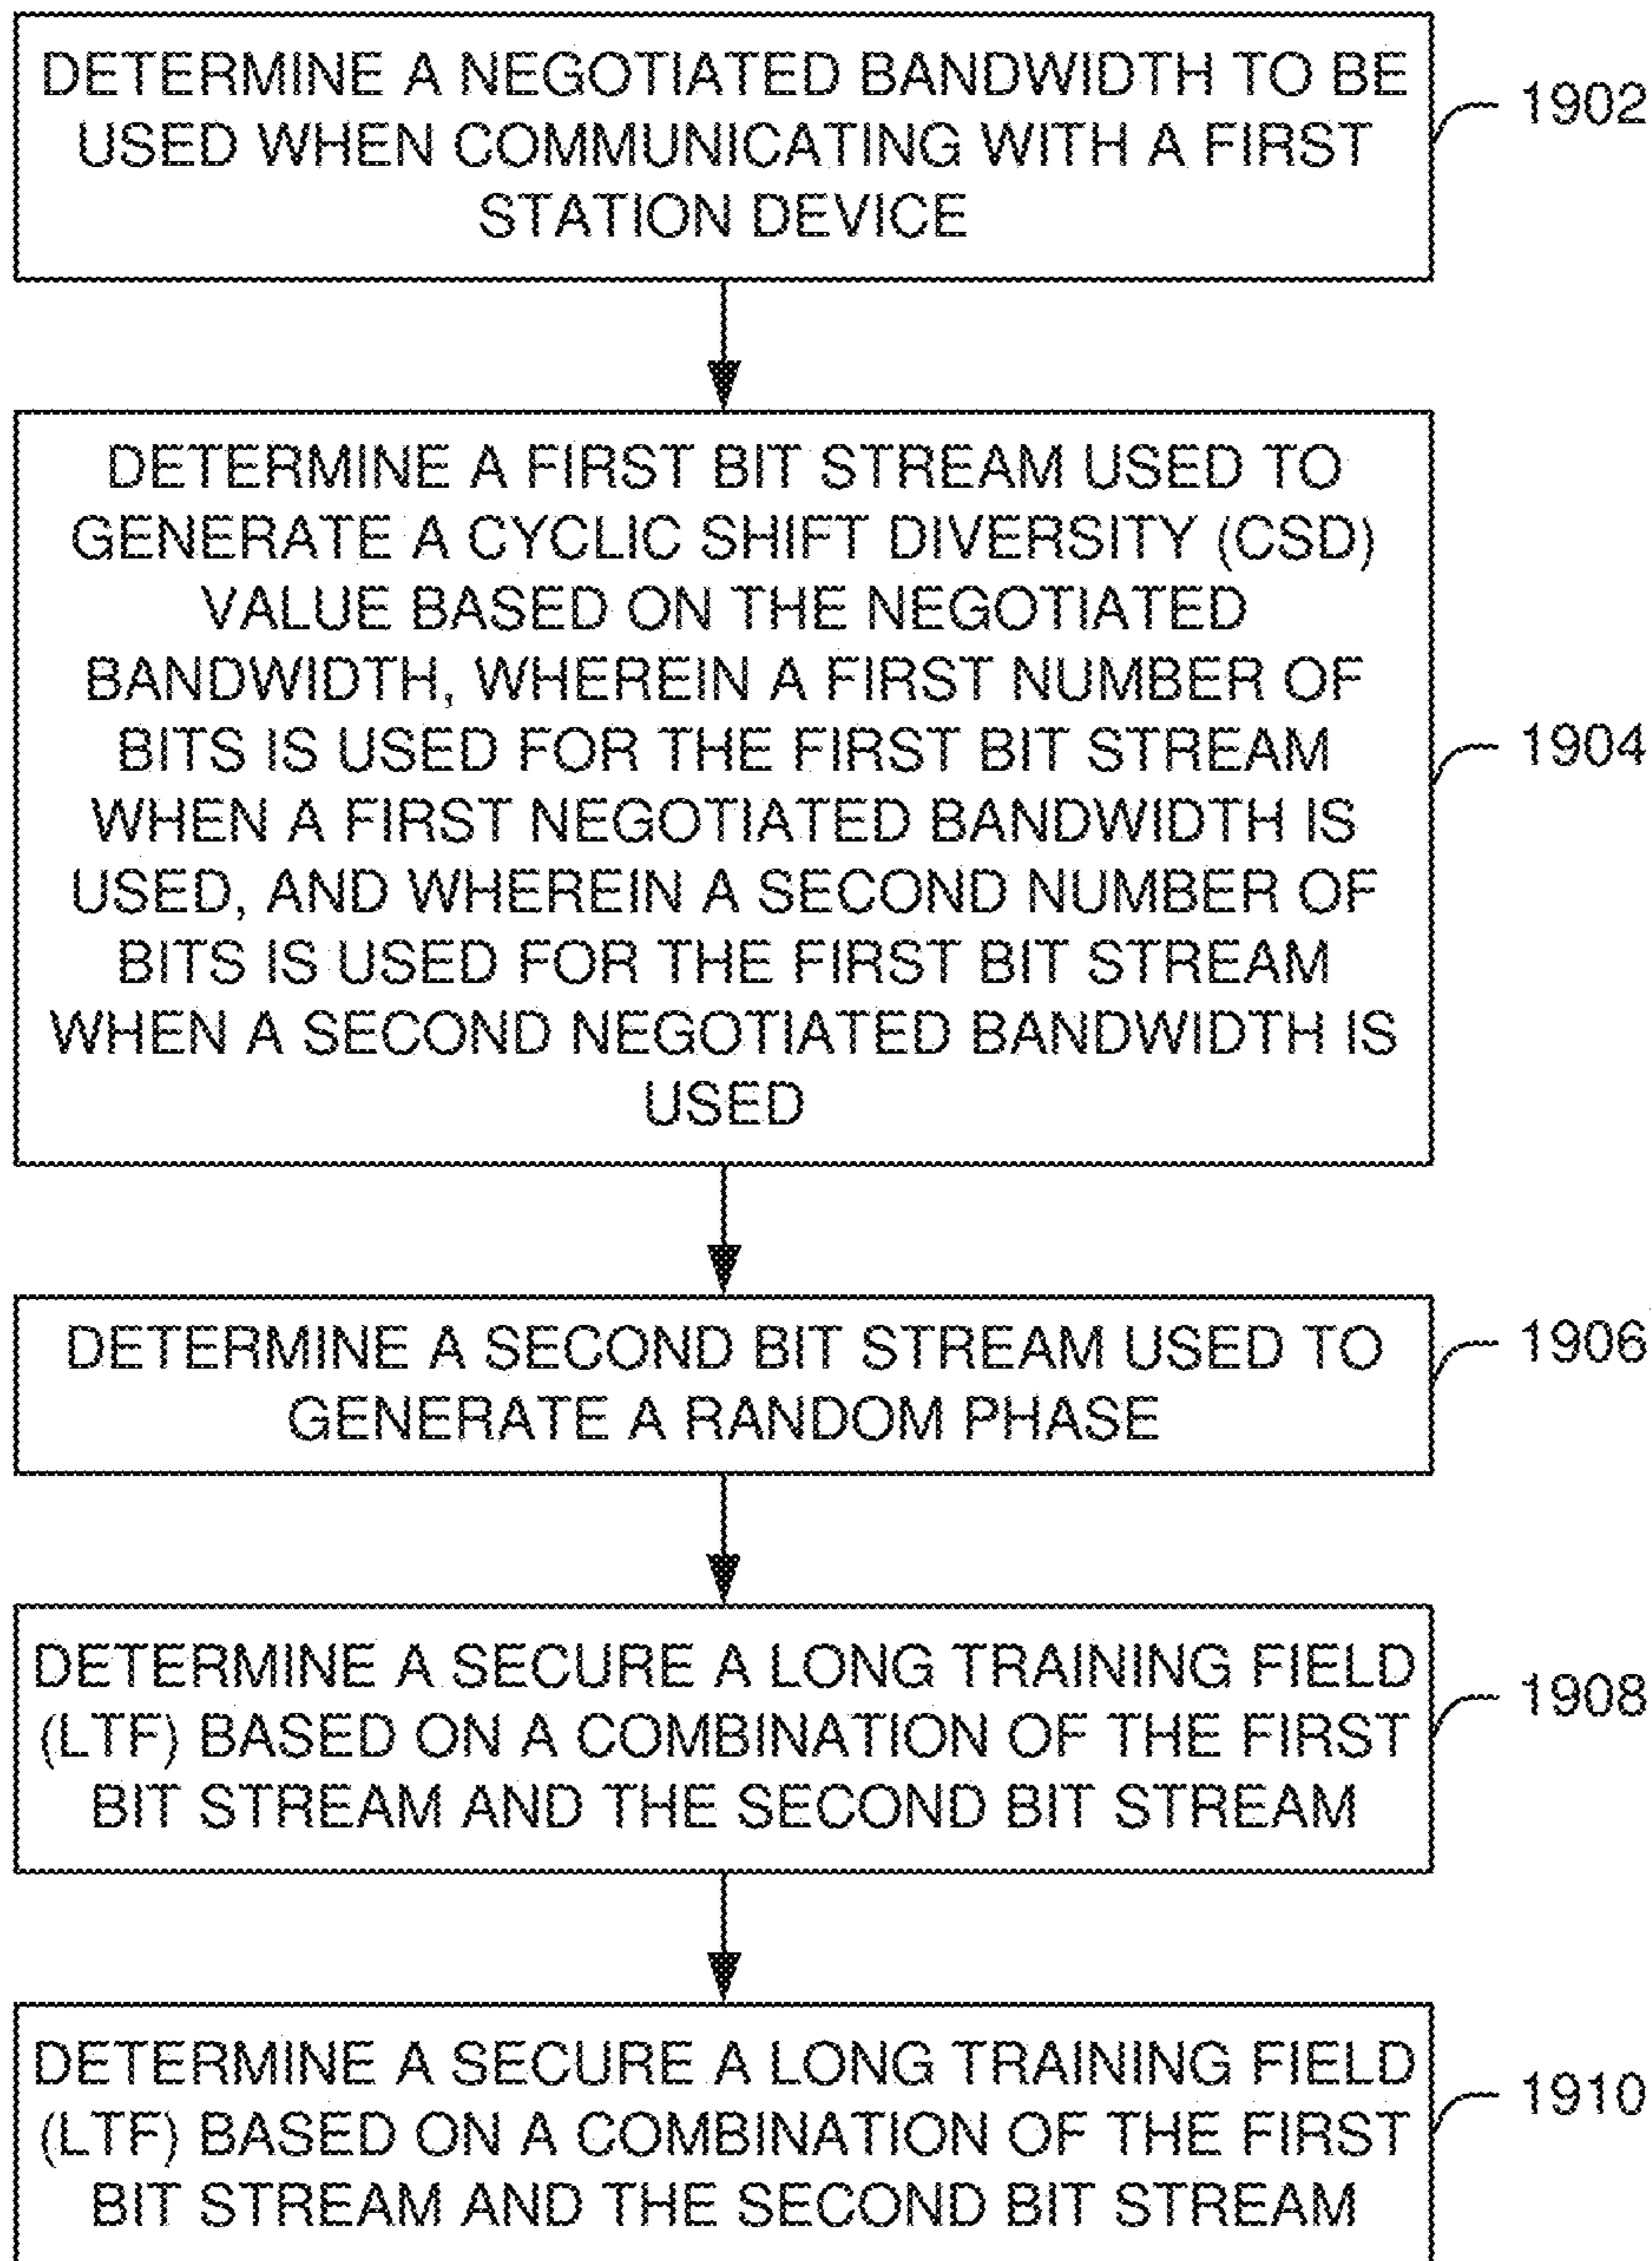 DETERMINE A NEGOTIATED BANDWIDTH TO BE
USED WHEN COMMUNICATING WITH A FIRST
STATION DEVICE
1902
DETERMINE A FIRST BIT STREAM USED TO
GENERATE A CYCLIC SHIFT DIVERSITY (CSD)
VALUE BASED ON THE NEGOTIATED
BANDWIDTH, WHEREIN A FIRST NUMBER OF
BITS IS USED FOR THE FIRST BIT STREAM
WHEN A FIRST NEGOTIATED BANDWIDTH IS
USED, AND WHEREIN A SECOND NUMBER OF
BITS IS USED FOR THE FIRST BIT STREAM
WHEN A SECOND NEGOTIATED BANDWIDTH IS
USED
1904
DETERMINE A SECOND BIT STREAM USED TO
GENERATE A RANDOM PHASE
1906
DETERMINE A SECURE A LONG TRAINING FIELD
(LTF) BASED ON A COMBINATION OF THE FIRST
BIT STREAM AND THE SECOND BIT STREAM
1908
DETERMINE A SECURE A LONG TRAINING FIELD
(LTF) BASED ON A COMBINATION OF THE FIRST
BIT STREAM AND THE SECOND BIT STREAM
1910